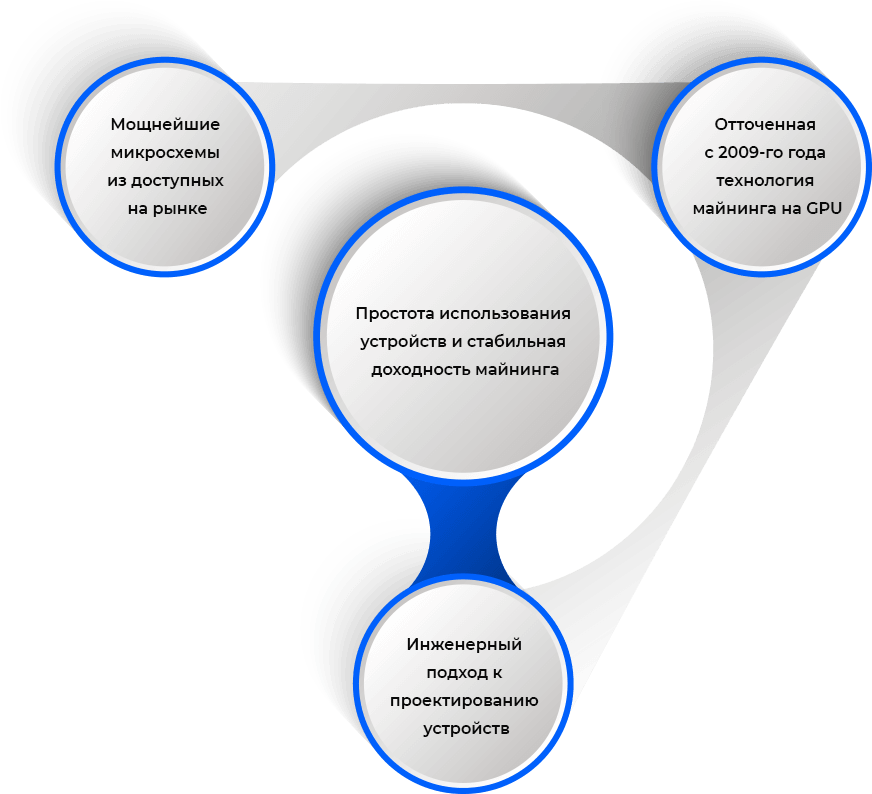 Мощнейшие
микросхемы
из доступных
на рынке
Отточенная
с 2009-го года
технология
майнинга на GPU
Простота использования
устройств и стабильная
доходность майнинга
Инженерный
подход к
проектированию
устройств